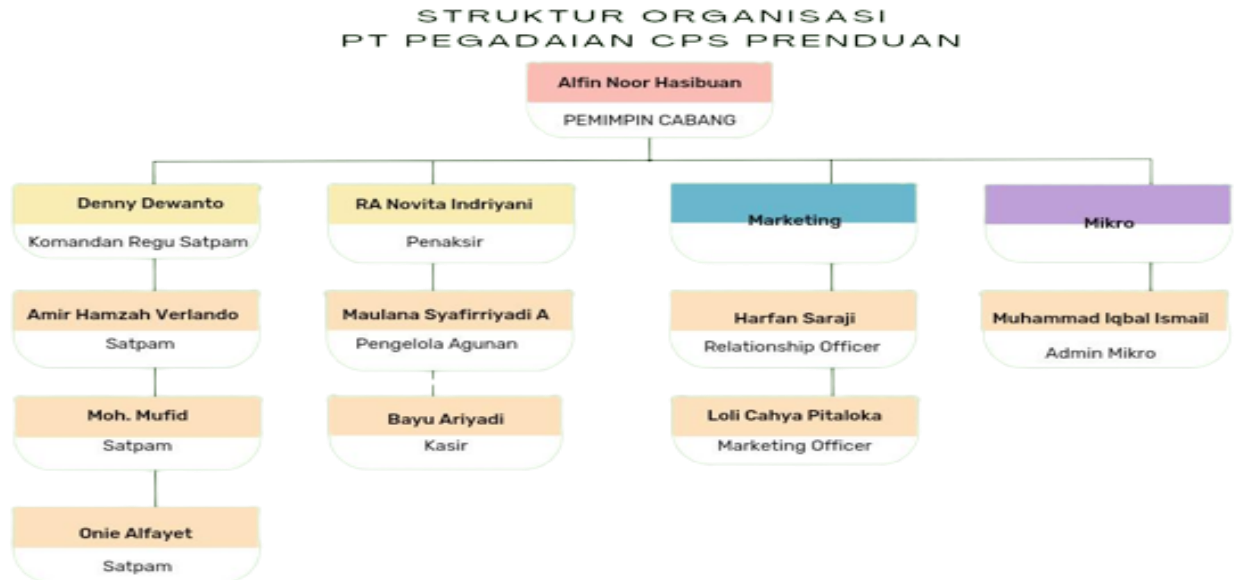 STRUKTUR ORGANISASI
PT PEGADAIAN CPS PRENDUAN
Alfin Noor Hasibuan
PEMIMPIN CABANG
Denny Dewanto
Komandan Regu Satpam
RA Novita Indriyani
Penaksir
Marketing
Mikro
Amir Hamzah Verlando
Satpam
Maulana Syafirriyadi A
Pengelola Agunan
Harfan Saraji
Relationship Officer
Muhammad Iqbal Ismail
Admin Mikro
Moh. Mufid
Satpam
Bayu Ariyadi
Kasir
Loli Cahya Pitaloka
Marketing Officer
Onie Alfayet
Satpam